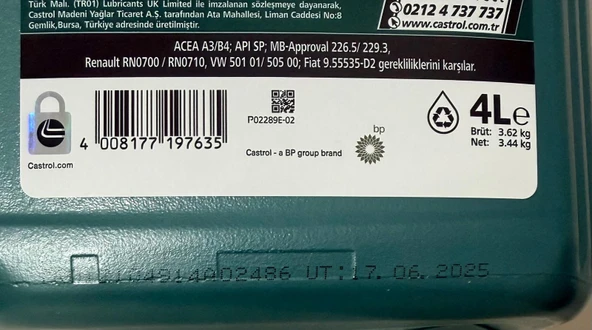 Türk Malı. (TR01) Lubricants UK Limited ile imzalanan sözleşmeye dayanarak,
Castrol Madeni Yağlar Ticaret A.Ş. tarafından Ata Mahallesi, Liman Caddesi No:8
Gemlik,Bursa, Türkiye adresinde üretilmiştir.
0212 4 737 737
www.castrol.com.tr
ACEA A3/B4; API SP; MB-Approval 226.5/ 229.3,
Renault RN0700 / RN0710, VW 501 01/ 505 00; Fiat 9.55535-D2 gerekliliklerini karşılar.
P02289E-02
4 008177 197635
Castrol.com
Castrol - a BP group brand
bp
4Le
Brüt: 3.62 kg
Net: 3.44 kg
UT:17.06.2025